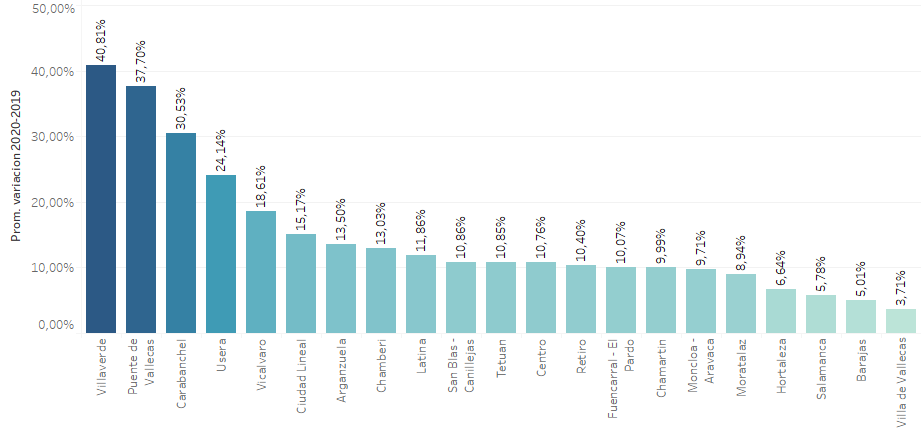 50,00%
40,00%
30,00%
20,00%
10,00%
0,00%
Prom. variacion 2020-2019
40,81%
37,70%
30,53%
24,14%
18,61%
15,17%
13,50%
13,03%
11,86%
10,86%
10,85%
10,76%
10,40%
10,07%
9,99%
9,71%
8,94%
6,64%
5,78%
5,01%
3,71%
Villaverde
Puente de
Vallecas
Carabanchel
Usera
Vicalvaro
Ciudad Lineal
Arganzuela
Chamberi
Latina
San Blas -
Canillejas
Tetuan
Centro
Retiro
Fuencarral - El
Pardo
Chamartin
Moncloa -
Aravaca
Moratalaz
Hortaleza
Salamanca
Barajas
Villa de Vallecas